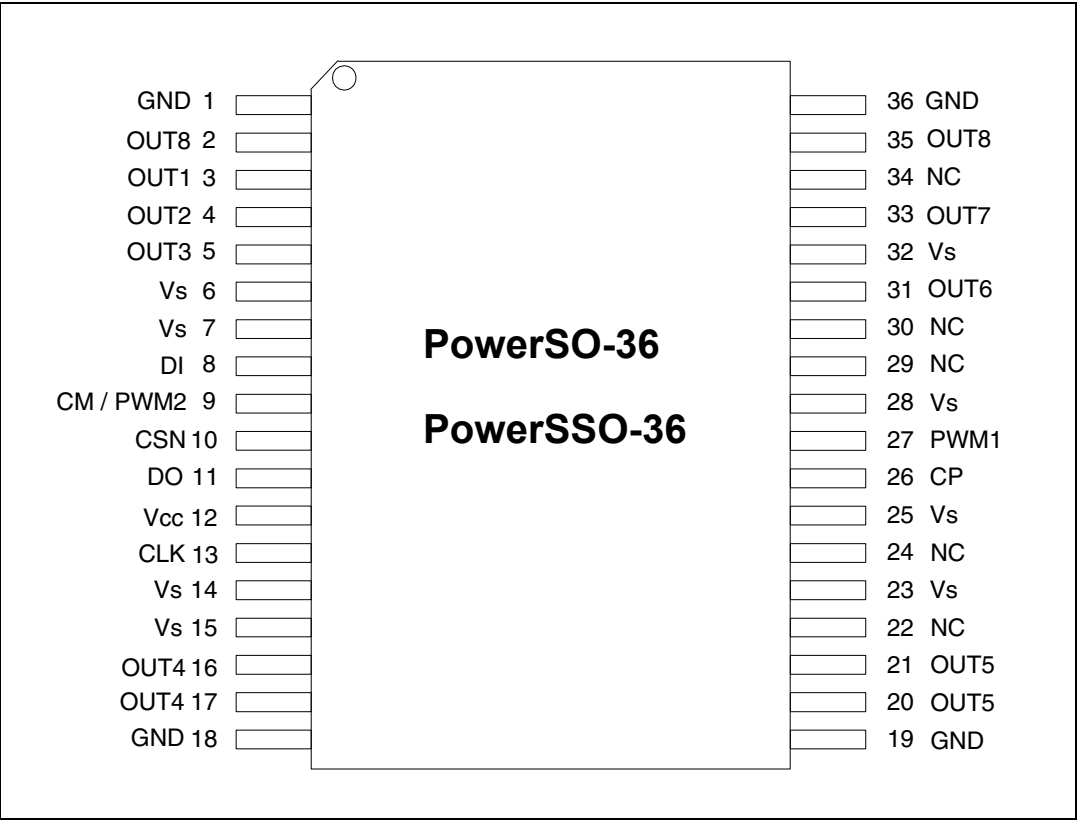 GND 1
OUT8 2
OUT1 3
OUT2 4
OUT3 5
Vs 6
Vs 7
DI 8
CM / PWM2 9
CSN 10
DO 11
Vcc 12
CLK 13
Vs 14
Vs 15
OUT4 16
OUT4 17
GND 18
PowerSO-36
PowerSSO-36
36 GND
35 OUT8
34 NC
33 OUT7
32 Vs
31 OUT6
30 NC
29 NC
28 Vs
27 PWM1
26 CP
25 Vs
24 NC
23 Vs
22 NC
21 OUT5
20 OUT5
19 GND